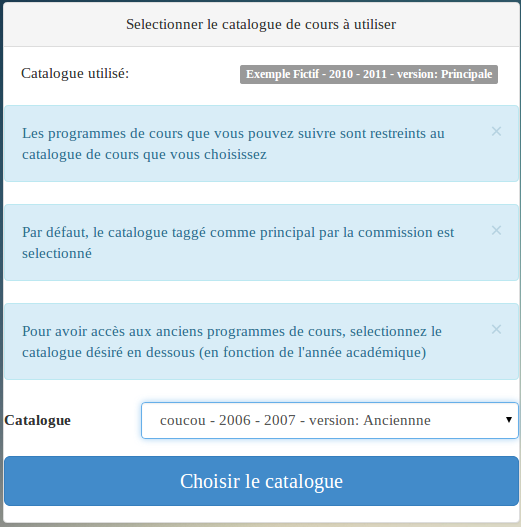 Selectionner le catalogue de cours à utiliser
Catalogue utilisé:
Exemple Fictif - 2010 - 2011 - version: Principale
Les programmes de cours que vous pouvez suivre sont restreints au
catalogue de cours que vous choisissez
×
Par défaut, le catalogue taggé comme principal par la commission est
selectionné
×
Pour avoir accès aux anciens programmes de cours, selectionnez le
catalogue désiré en dessous (en fonction de l'année académique)
×
Catalogue
coucou - 2006 - 2007 - version: Anciennne
Choisir le catalogue